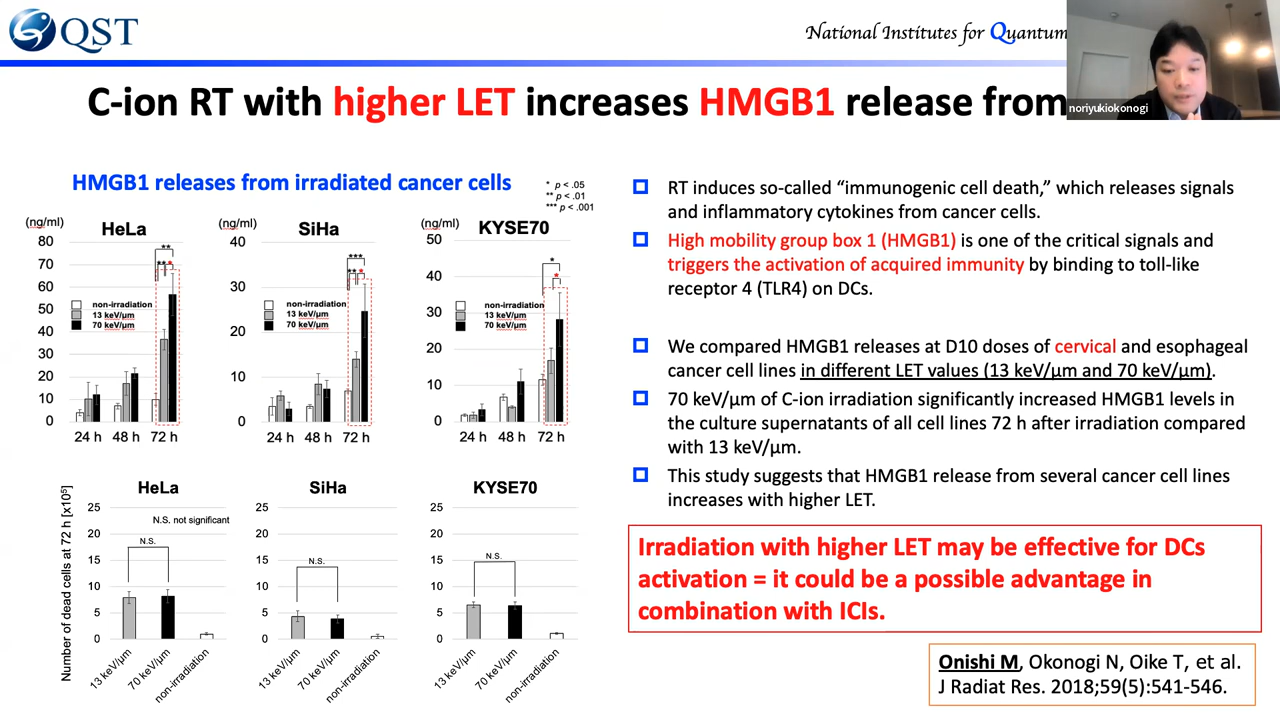 QST
National Institutes for Quantum
noriyukiokonogi
C-ion RT with higher LET increases HMGB1 release from
HMGB1 releases from irradiated cancer cells
* p < .05
** p < .01
*** p < .001
(ng/ml)
HeLa
80
70
60
50
40
30
20
10
0
non-irradiation
13 keV/μm
70 keV/μm
**
** *
24 h 48 h 72 h
(ng/ml)
SiHa
40
30
20
10
0
non-irradiation
13 keV/μm
70 keV/μm
***
** *
24 h 48 h 72 h
(ng/ml)
KYSE70
50
40
30
20
10
0
non-irradiation
13 keV/μm
70 keV/μm
*
*
24 h 48 h 72 h
Number of dead cells at 72 h [x10⁵]
HeLa
25
20
15
10
5
0
N.S. not significant
N.S.
13 keV/μm
70 keV/μm
non-irradiation
SiHa
25
20
15
10
5
0
N.S.
13 keV/μm
70 keV/μm
non-irradiation
KYSE70
25
20
15
10
5
0
N.S.
13 keV/μm
70 keV/μm
non-irradiation
RT induces so-called “immunogenic cell death,” which releases signals
and inflammatory cytokines from cancer cells.
High mobility group box 1 (HMGB1) is one of the critical signals and
triggers the activation of acquired immunity by binding to toll-like
receptor 4 (TLR4) on DCs.
We compared HMGB1 releases at D10 doses of cervical and esophageal
cancer cell lines in different LET values (13 keV/μm and 70 keV/μm).
70 keV/μm of C-ion irradiation significantly increased HMGB1 levels in
the culture supernatants of all cell lines 72 h after irradiation compared
with 13 keV/μm.
This study suggests that HMGB1 release from several cancer cell lines
increases with higher LET.
Irradiation with higher LET may be effective for DCs
activation = it could be a possible advantage in
combination with ICIs.
Onishi M, Okonogi N, Oike T, et al.
J Radiat Res. 2018;59(5):541-546.